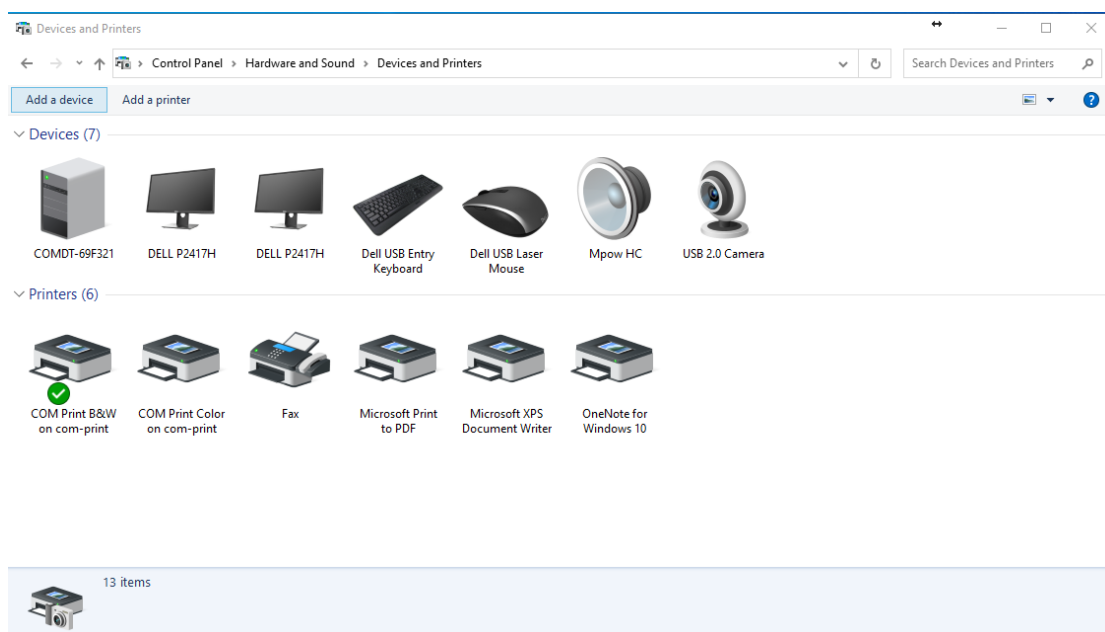 Devices and Printers
Control Panel > Hardware and Sound > Devices and Printers
Search Devices and Printers
Add a device
Add a printer
?
Devices (7)
COMDT-69F321
DELL P2417H
DELL P2417H
Dell USB Entry
Keyboard
Dell USB Laser
Mouse
Mpow HC
USB 2.0 Camera
Printers (6)
COM Print B&W
on com-print
COM Print Color
on com-print
Fax
Microsoft Print
to PDF
Microsoft XPS
Document Writer
OneNote for
Windows 10
13 items